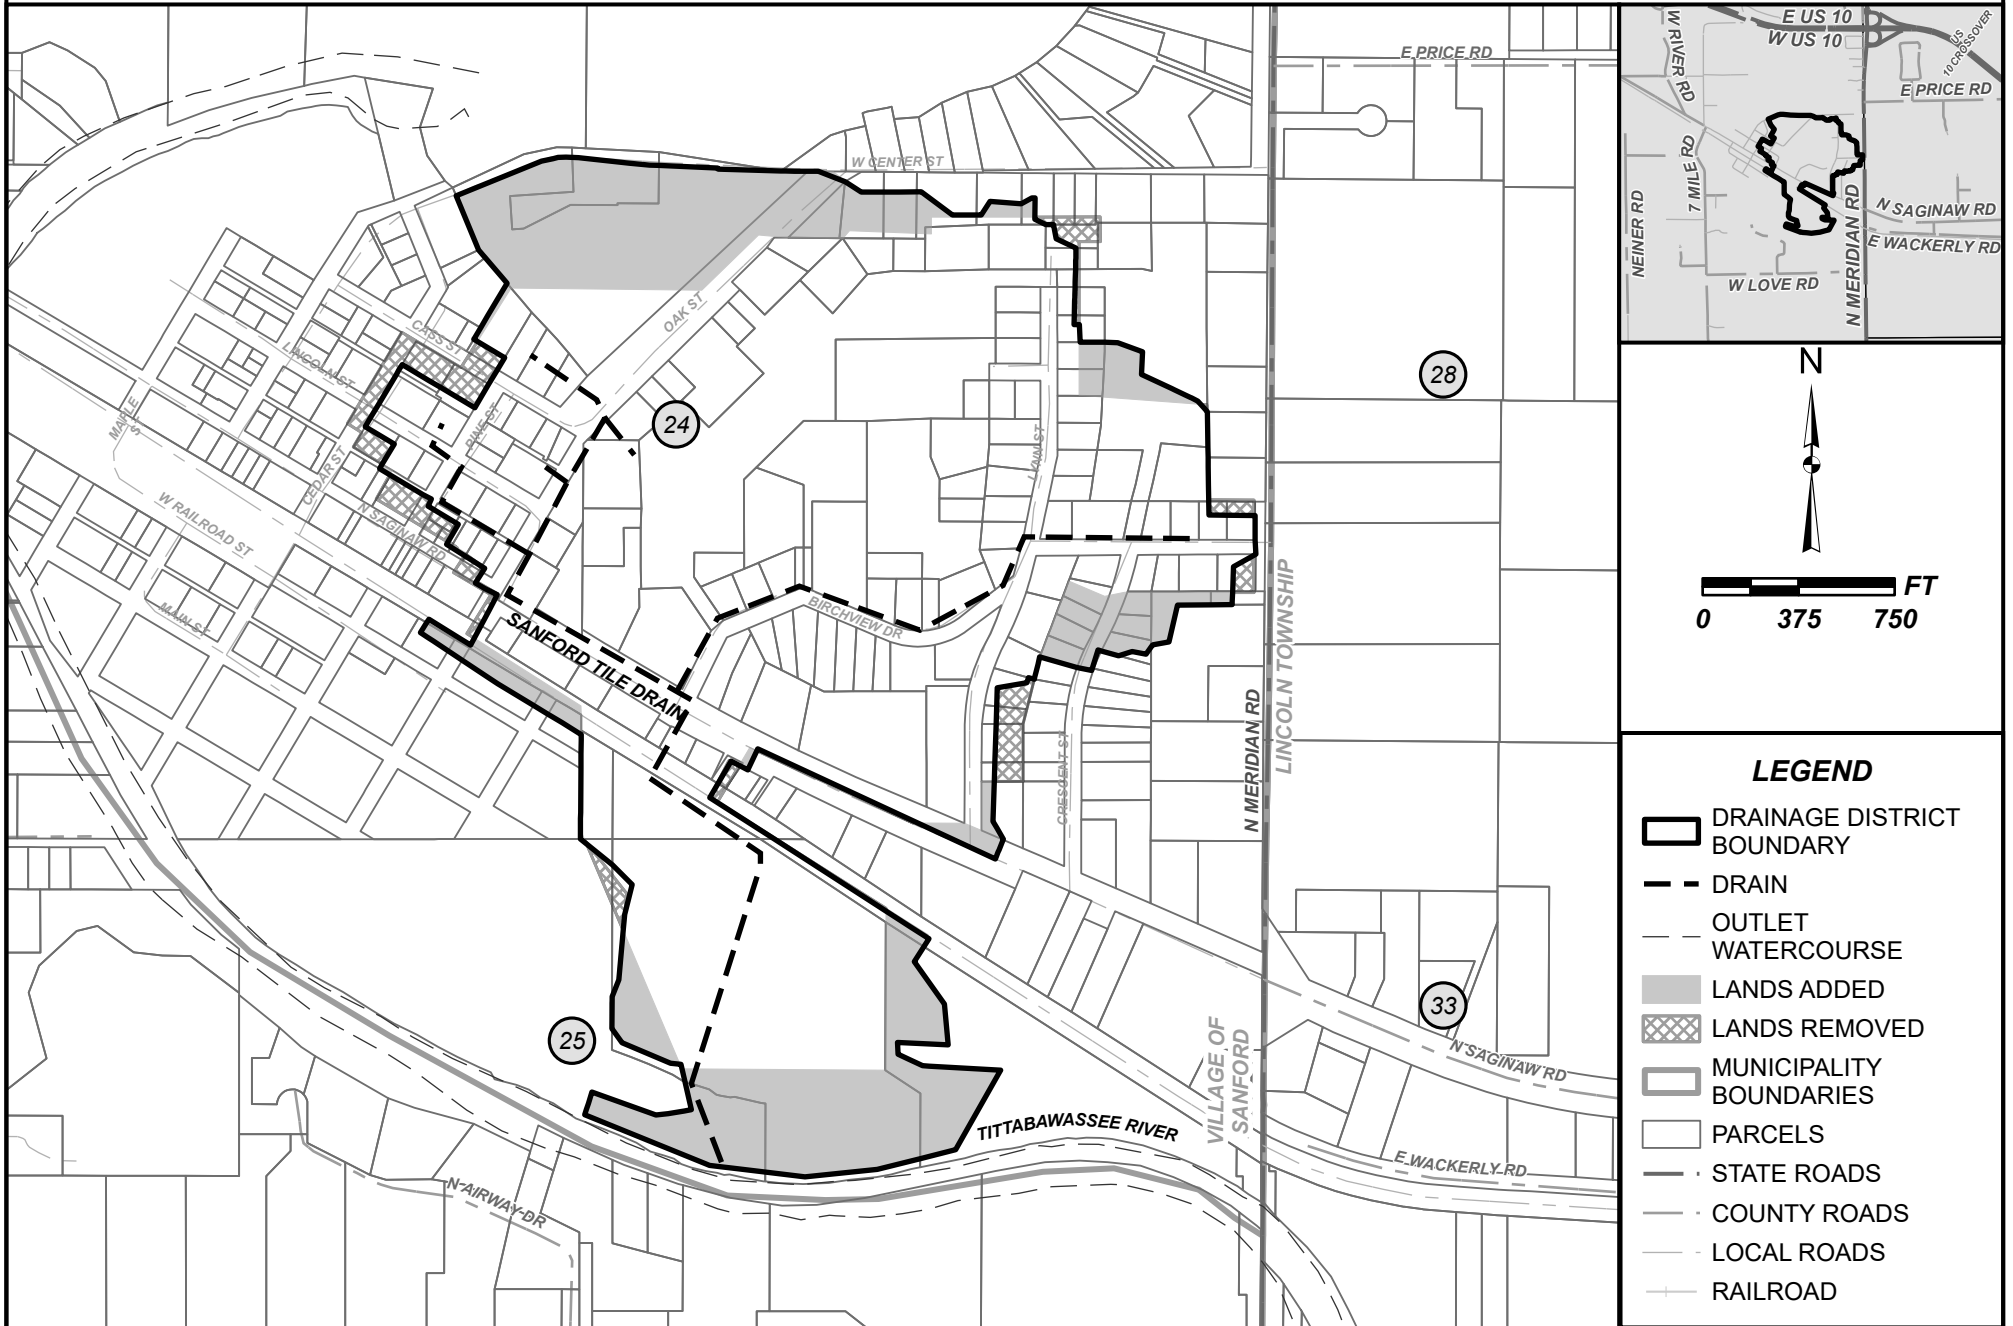 E PRICE RD
W CENTER ST
OAK ST
CASS ST
LINCOLN ST
PINE ST
MAPLE
ST
CEDAR ST
N SAGINAW RD
W RAILROAD ST
MAIN ST
24
28
LYNN ST
BIRCHVIEW DR
SANFORD TILE DRAIN
CRESCENT ST
N MERIDIAN RD
LINCOLN TOWNSHIP
VILLAGE OF
SANFORD
25
33
N SAGINAW RD
TITTABAWASSEE RIVER
E WACKERLY RD
N AIRWAY DR
E US 10
W US 10
US
10 CROSSOVER
W RIVER RD
E PRICE RD
7 MILE RD
NEINER RD
N MERIDIAN RD
N SAGINAW RD
E WACKERLY RD
W LOVE RD
N
FT
0 375 750
LEGEND
DRAINAGE DISTRICT
BOUNDARY
DRAIN
OUTLET
WATERCOURSE
LANDS ADDED
LANDS REMOVED
MUNICIPALITY
BOUNDARIES
PARCELS
STATE ROADS
COUNTY ROADS
LOCAL ROADS
RAILROAD